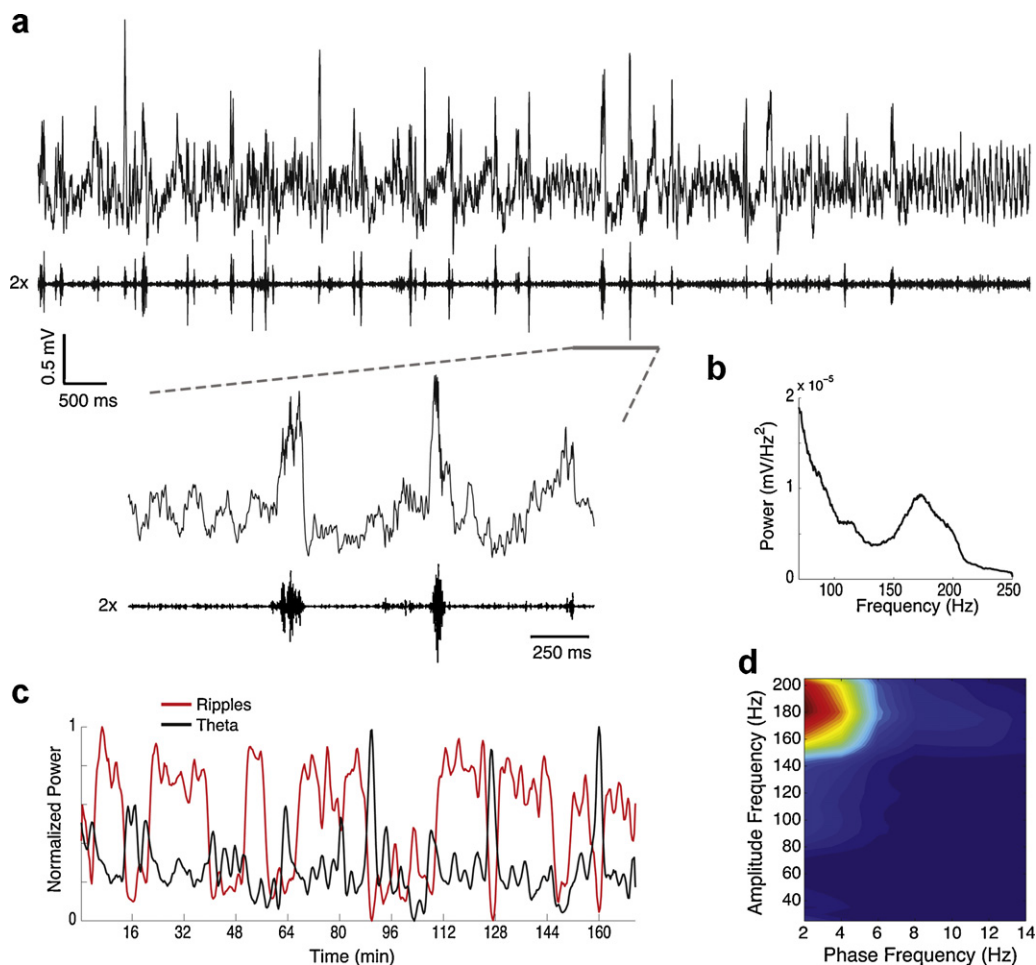 a
2x
0.5 mV
500 ms
2x
250 ms
b
2 × 10⁻⁵
1
0
Power (mV/Hz²)
100 150 200 250
Frequency (Hz)
c
Ripples
Theta
1
0
Normalized Power
16 32 48 64 80 96 112 128 144 160
Time (min)
d
200
180
160
140
120
100
80
60
40
Amplitude Frequency (Hz)
2 4 6 8 10 12 14
Phase Frequency (Hz)